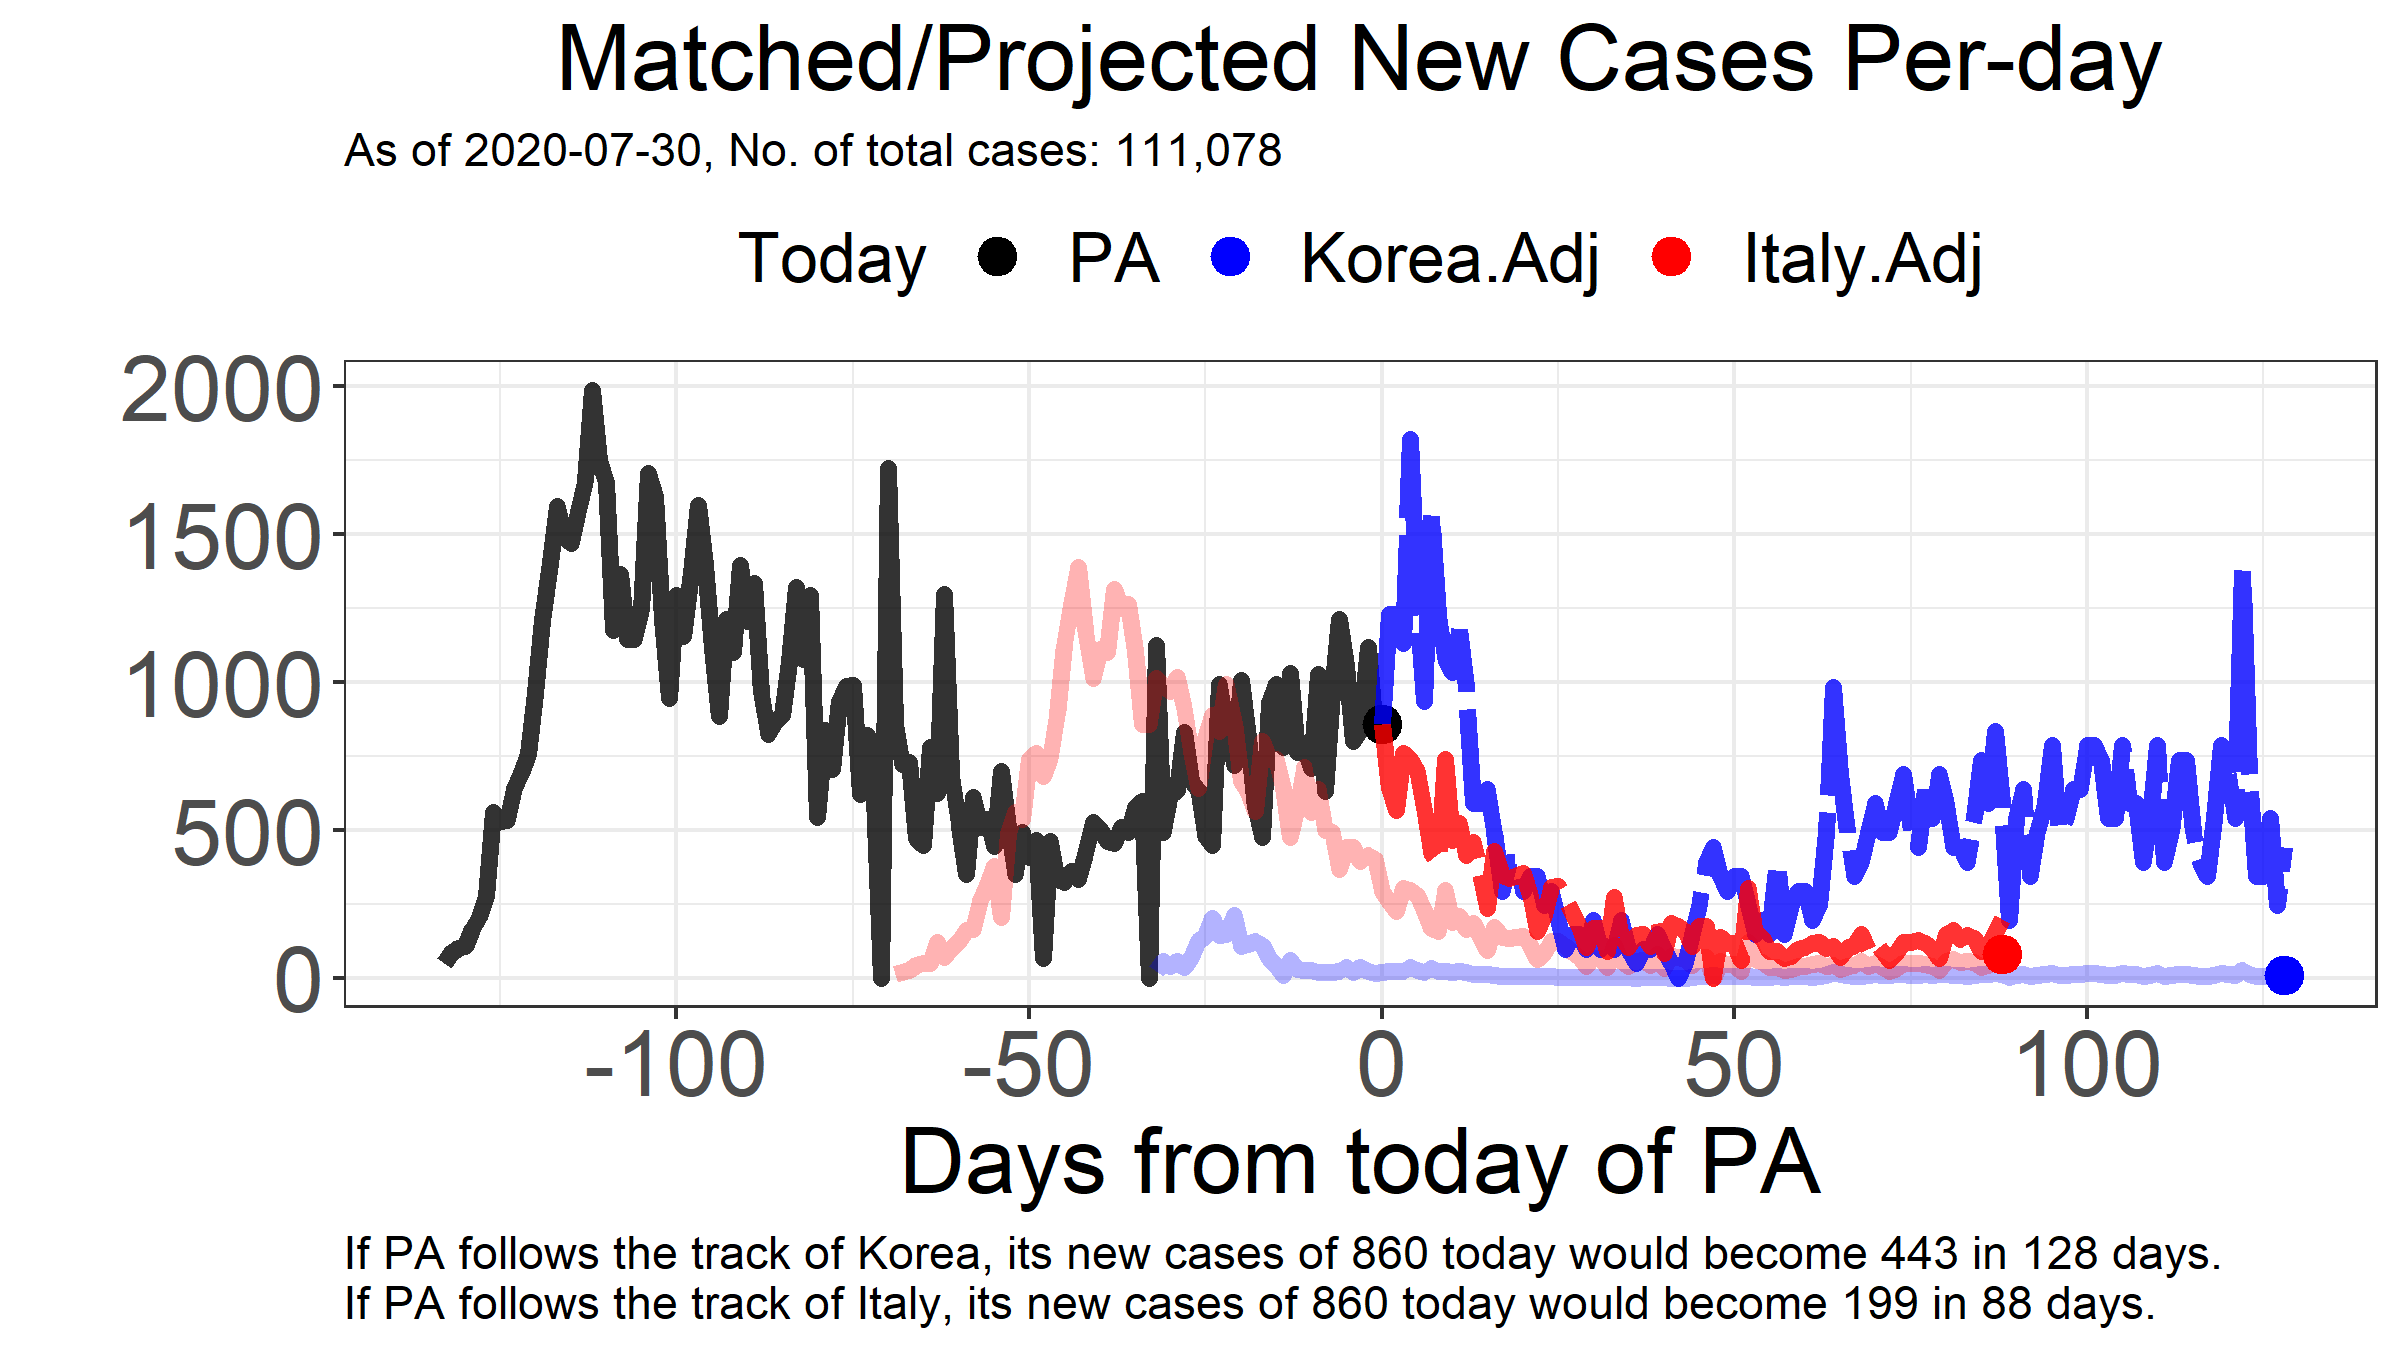 Matched/Projected New Cases Per-day
As of 2020-07-30, No. of total cases: 111,078
Today PA Korea.Adj Italy.Adj
2000
1500
1000
500
0
-100 -50 0 50 100
Days from today of PA
If PA follows the track of Korea, its new cases of 860 today would become 443 in 128 days.
If PA follows the track of Italy, its new cases of 860 today would become 199 in 88 days.